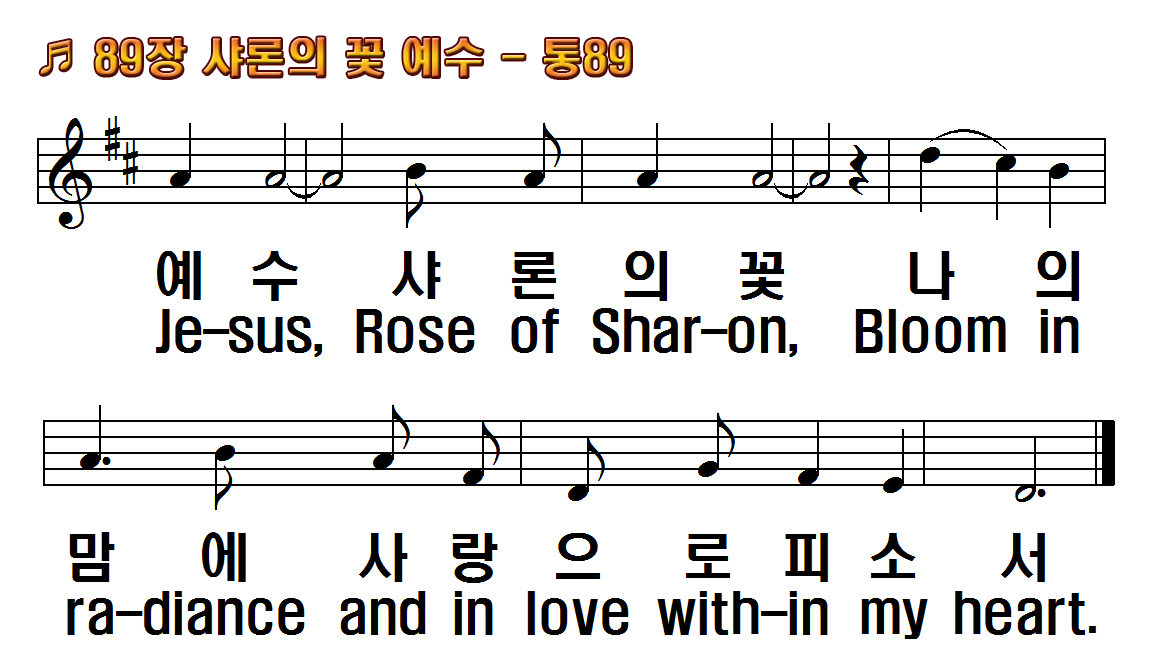 ♬ 89장 샤론의 꽃 예수 - 통89
예 수 샤 론 의 꽃 나 의
Je-sus, Rose of Shar-on, Bloom in
맘 에 사 랑 으 로 피 소 서
ra-diance and in love with-in my heart.